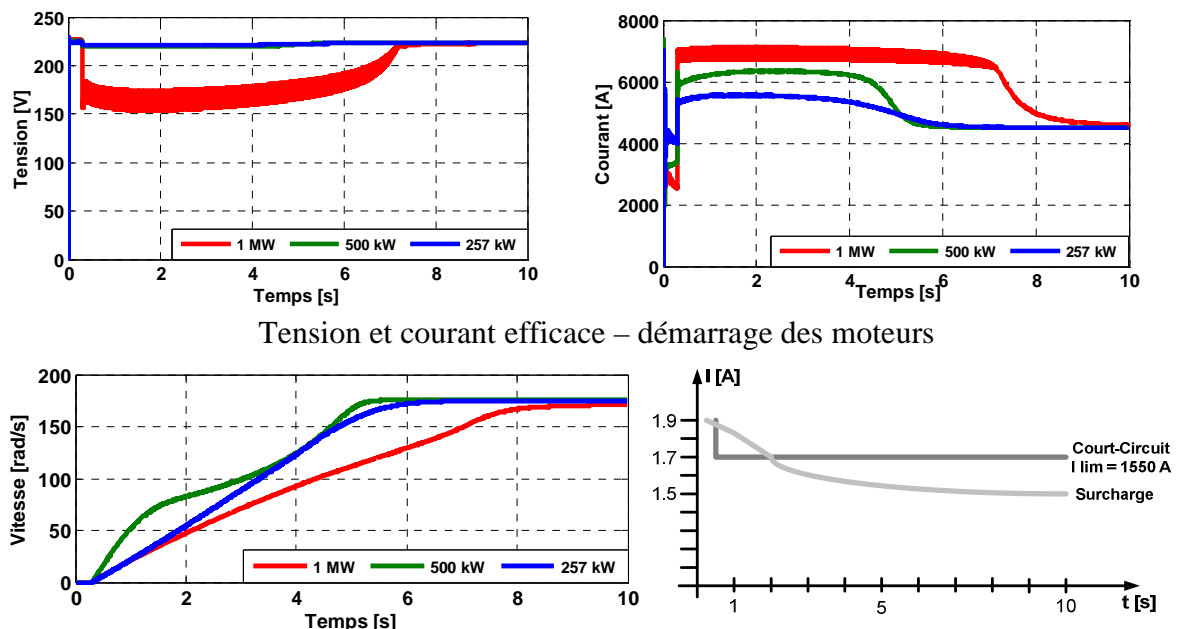 250
200
150
100
50
0
Tension [V]
0 2 4 6 8 10
Temps [s]
1 MW 500 kW 257 kW
8000
6000
4000
2000
0
Courant [A]
0 2 4 6 8 10
Temps [s]
1 MW 500 kW 257 kW
Tension et courant efficace – démarrage des moteurs
200
150
100
50
0
Vitesse [rad/s]
0 2 4 6 8 10
Temps [s]
1 MW 500 kW 257 kW
I [A]
1.9
1.7
1.5
Court-Circuit
I lim = 1550 A
Surcharge
1 5 10 t [s]